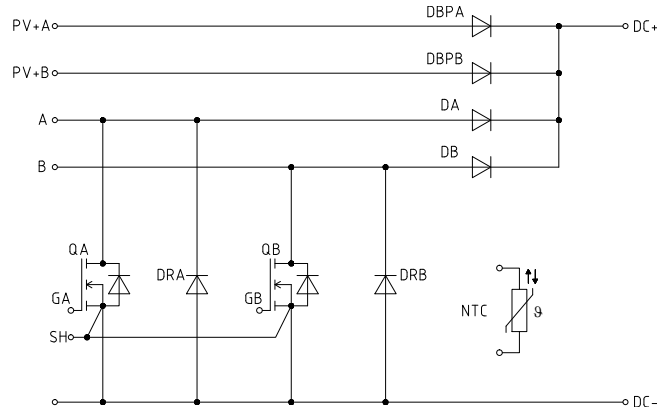 DBPA
PV+A
DC+
DBPB
PV+B
DA
A
DB
B
QA
QB
DRA
DRB
GA
GB
NTC
ϑ
SH
DC-